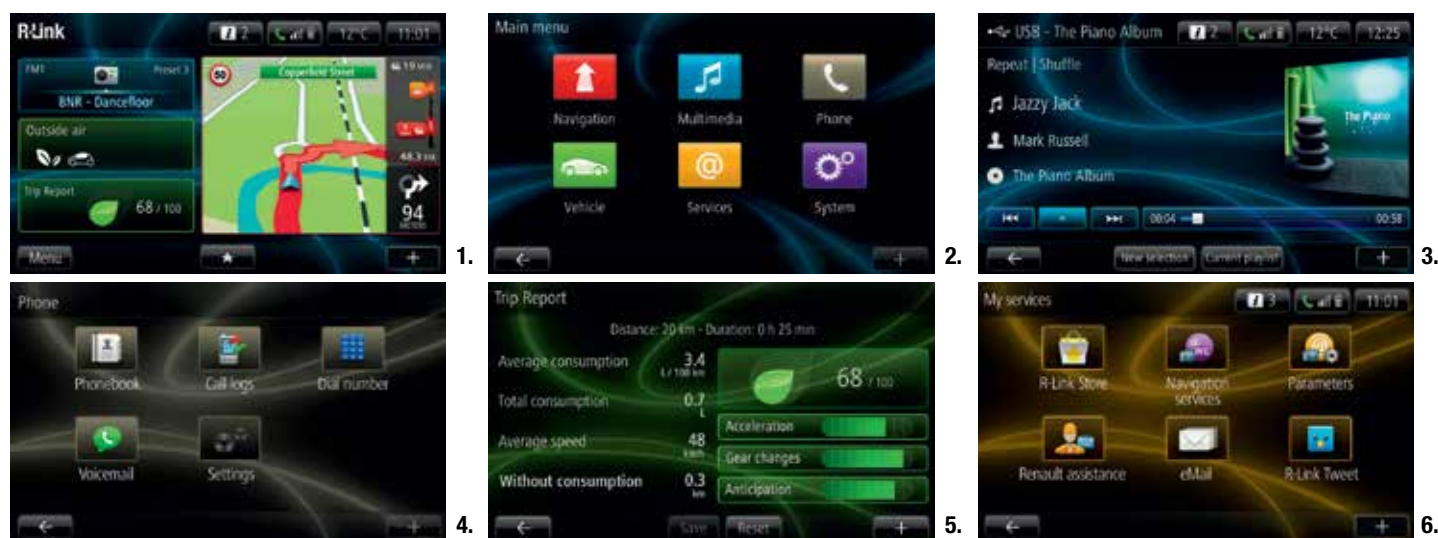 R-Link
i 2
12°C
11:01
FM1
Preset 3
BNR - Dancefloor
Outside air
Trip Report
68 / 100
50
Copperfield Street
94
Menu
+
1.
Main menu
Navigation
Multimedia
Phone
Vehicle
@
Services
System
+
2.
USB - The Piano Album
i 2
12°C
12:25
Repeat | Shuffle
Jazzy Jack
Mark Russell
The Piano Album
The Piano
00:04
00:58
New selection
Current playlist
+
3.
Phone
Phonebook
Call logs
Dial number
Voicemail
Settings
+
4.
Trip Report
Distance: 20 km - Duration: 0 h 25 min
Average consumption 3.4
L / 100 km
Total consumption 0.7
L
Average speed 48
km/h
Without consumption 0.3
km
68 / 100
Acceleration
Gear changes
Anticipation
Save
Reset
+
5.
My services
i 3
11:01
R-Link Store
Navigation
services
Parameters
Renault assistance
eMail
R-Link Tweet
+
6.